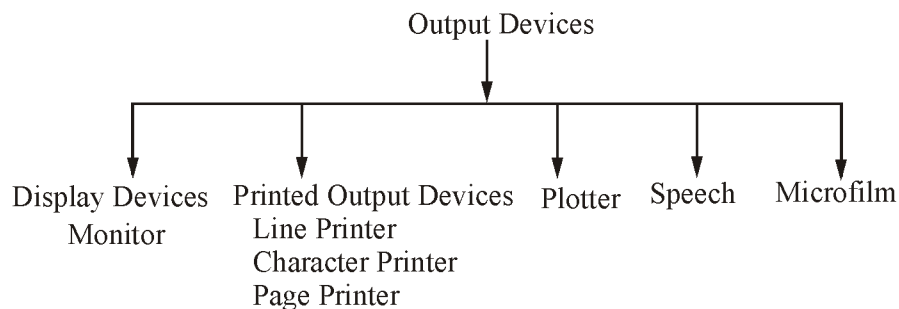 Output Devices
Display Devices
Monitor
Printed Output Devices
Line Printer
Character Printer
Page Printer
Plotter
Speech
Microfilm